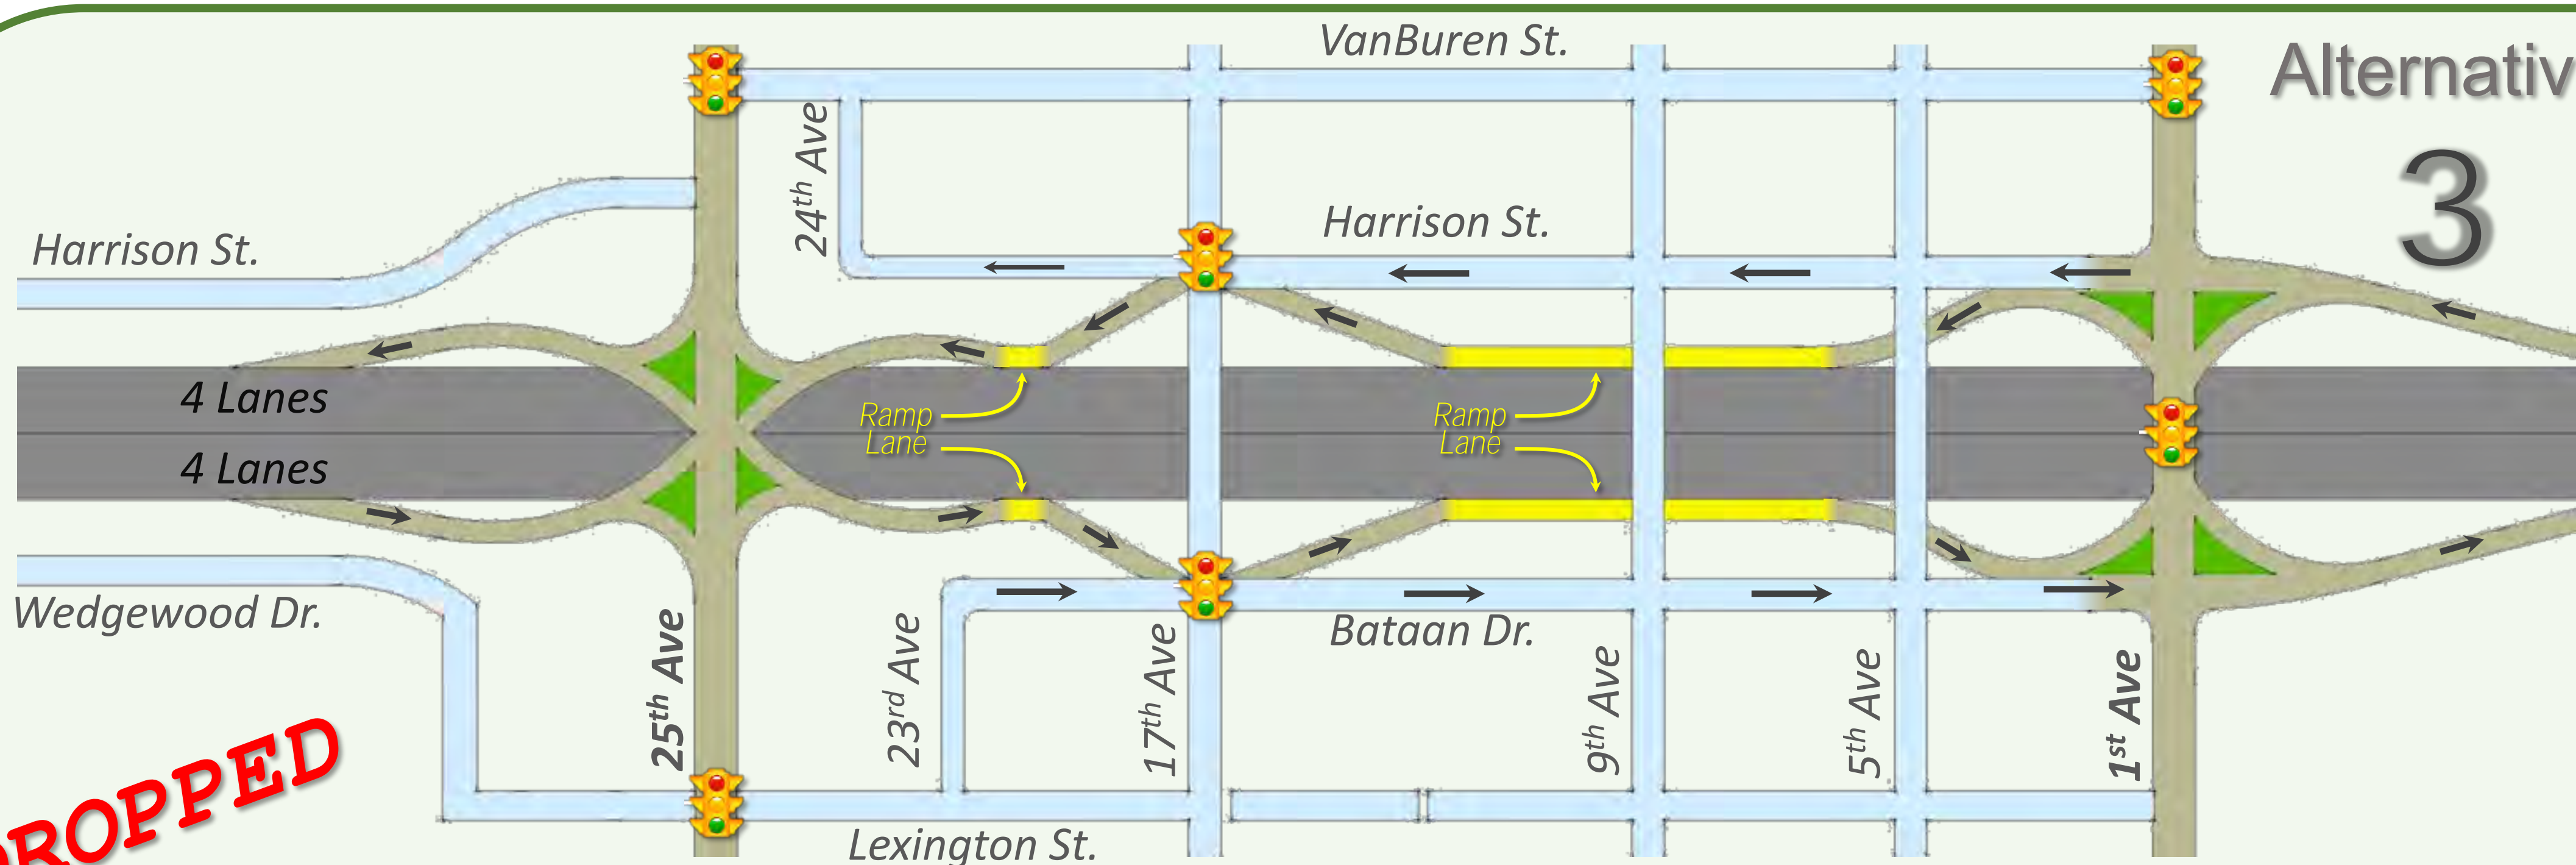 VanBuren St.
Alternativ
3
24th Ave
Harrison St.
Harrison St.
4 Lanes
4 Lanes
Ramp
Lane
Ramp
Lane
Wedgewood Dr.
25th Ave
23rd Ave
17th Ave
Bataan Dr.
9th Ave
5th Ave
1st Ave
ROPPED
Lexington St.